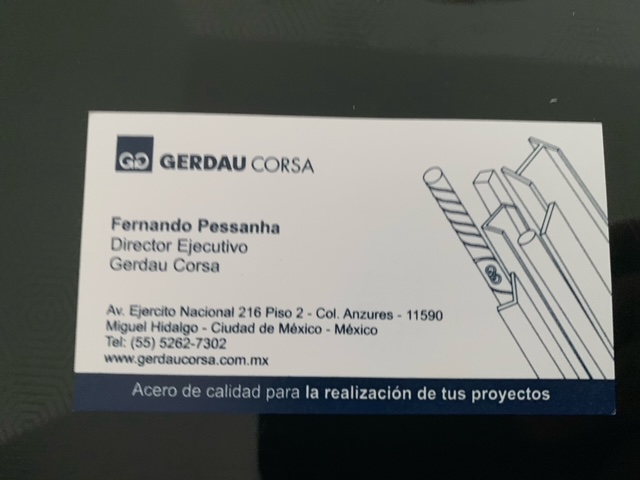 GG GERDAU CORSA
Fernando Pessanha
Director Ejecutivo
Gerdau Corsa
Av. Ejercito Nacional 216 Piso 2 - Col. Anzures - 11590
Miguel Hidalgo - Ciudad de México - México
Tel: (55) 5262-7302
www.gerdaucorsa.com.mx
GG
Acero de calidad para la realización de tus proyectos